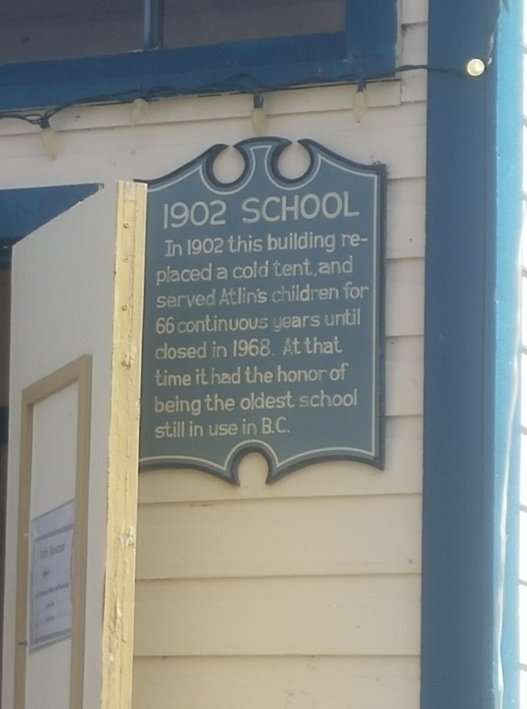 1902 SCHOOL
In 1902 this building re-
placed a cold tent, and
served Atlin's children for
66 continuous years until
closed in 1968. At that
time it had the honor of
being the oldest school
still in use in B.C.